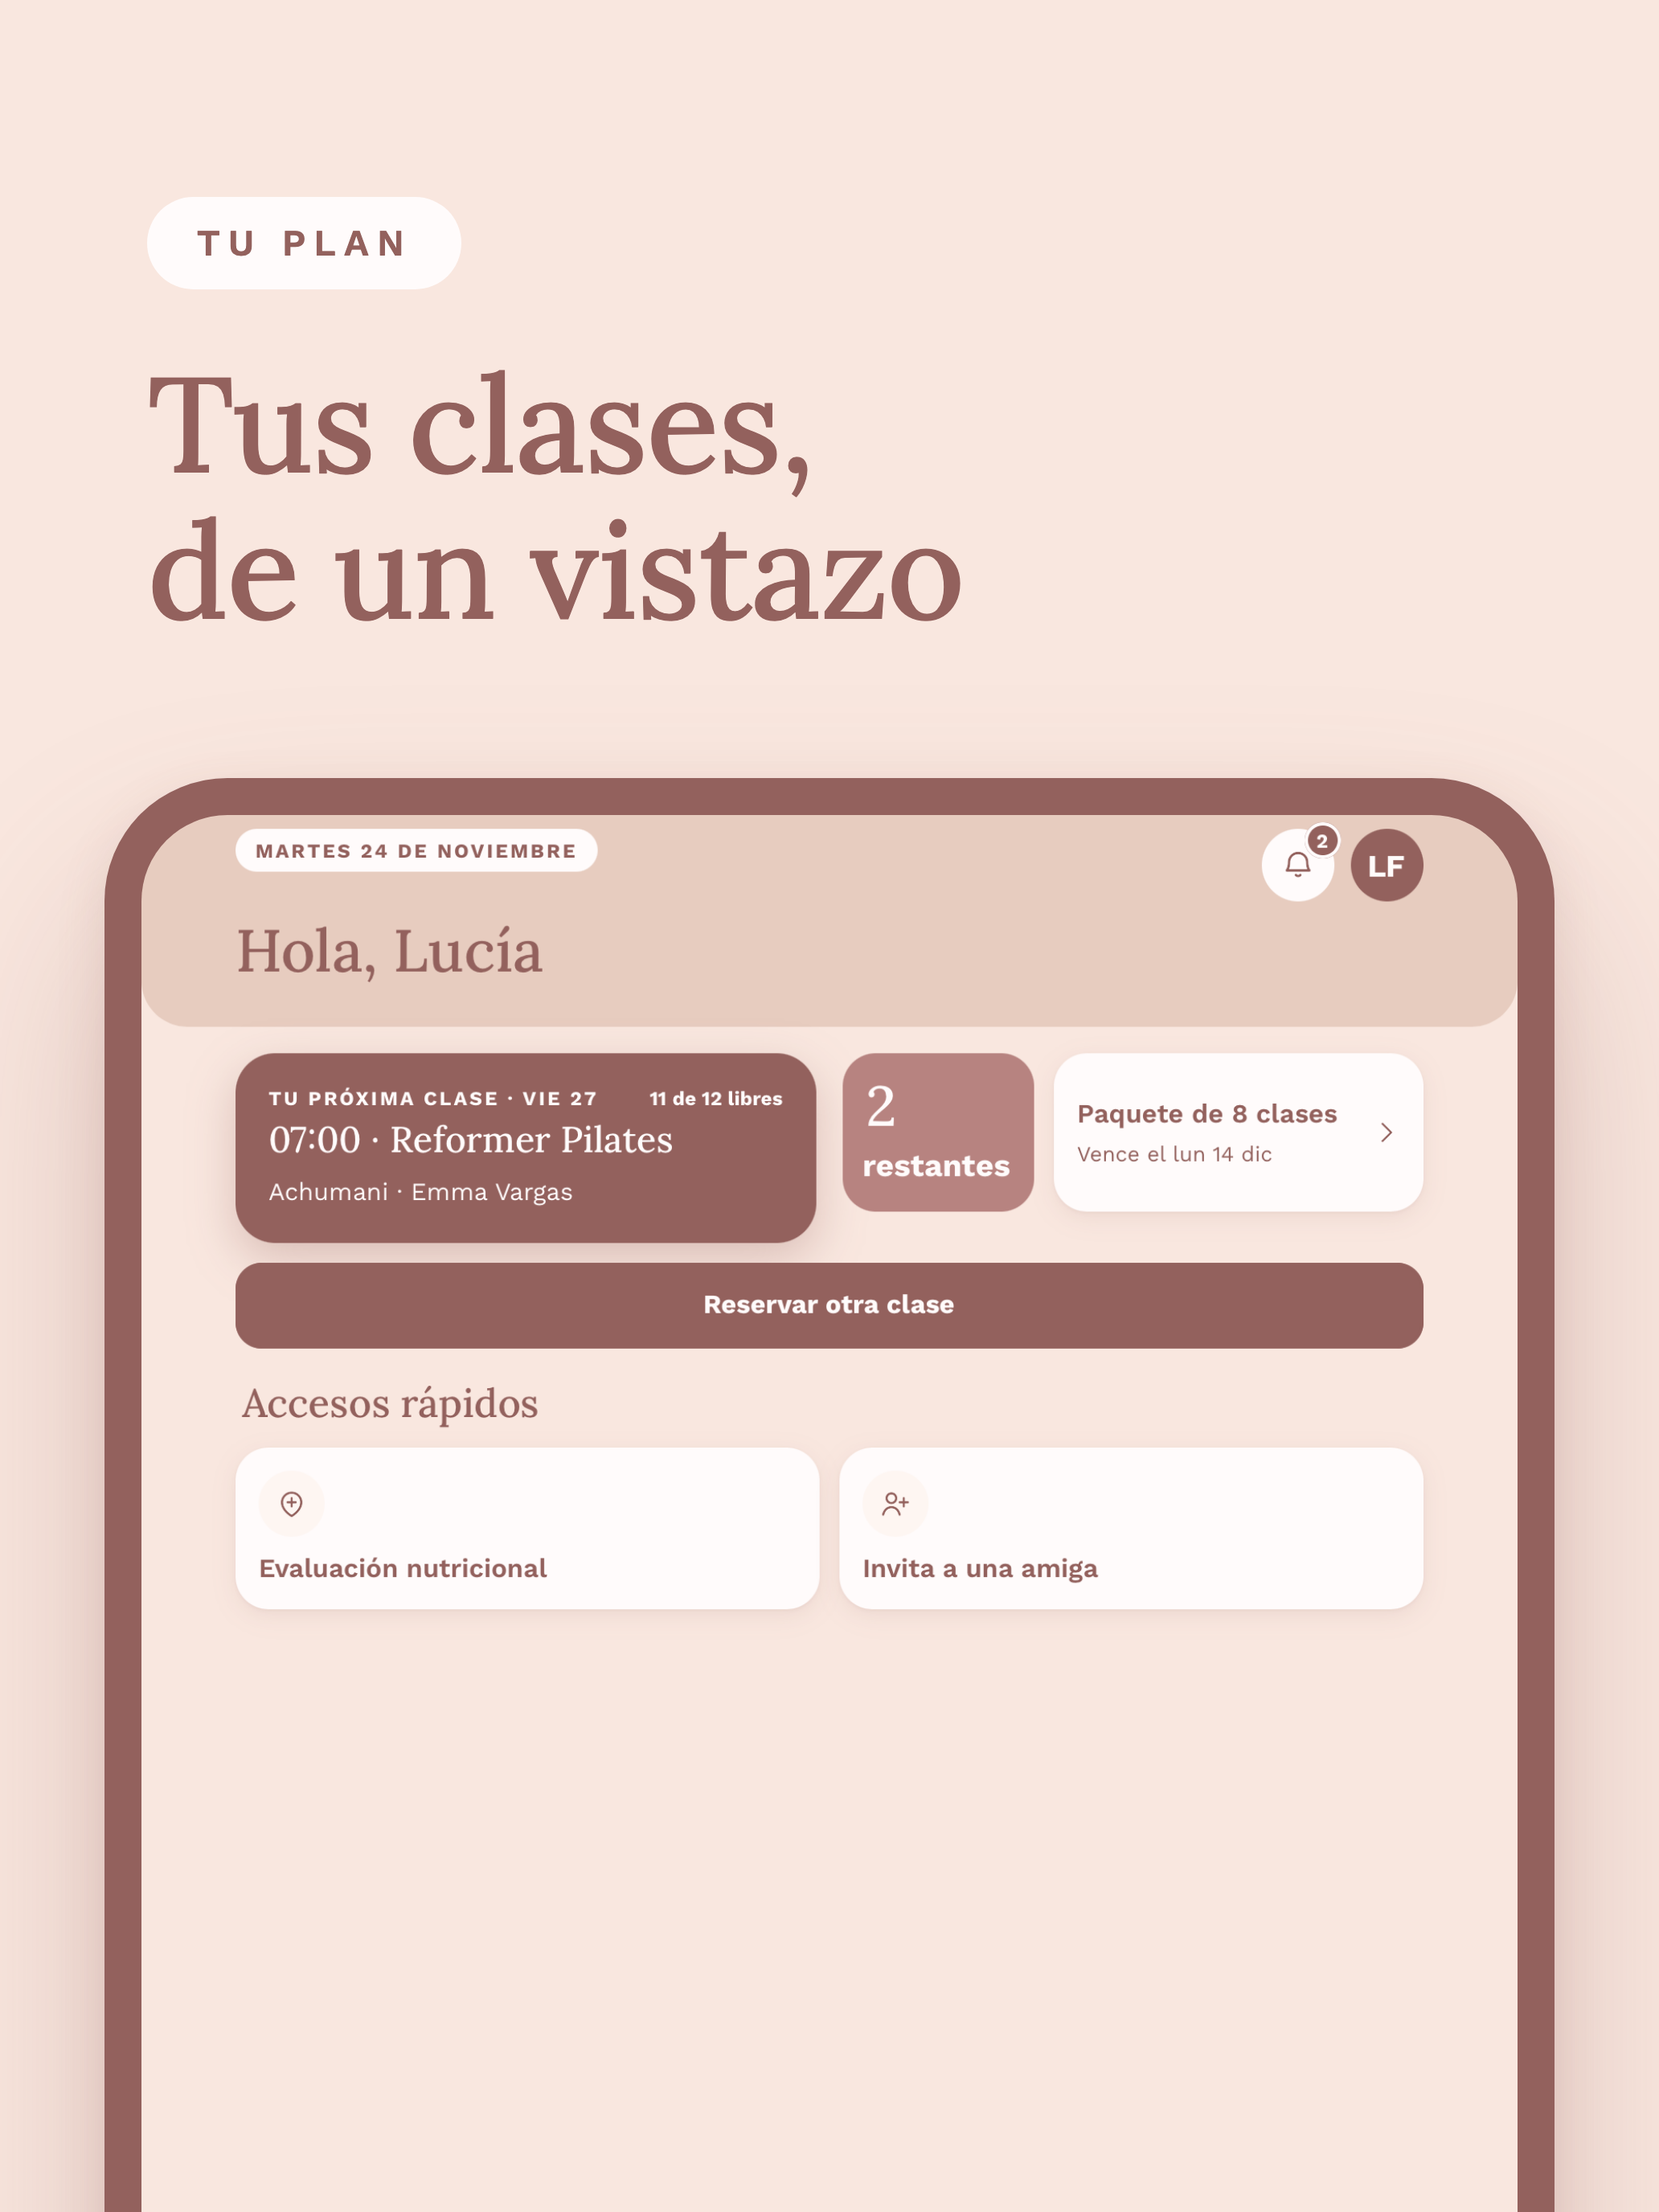 TU PLAN
Tus clases,
de un vistazo
MARTES 24 DE NOVIEMBRE
2
LF
Hola, Lucía
TU PRÓXIMA CLASE · VIE 27
11 de 12 libres
07:00 · Reformer Pilates
Achumani · Emma Vargas
2
restantes
Paquete de 8 clases
Vence el lun 14 dic
Reservar otra clase
Accesos rápidos
Evaluación nutricional
Invita a una amiga